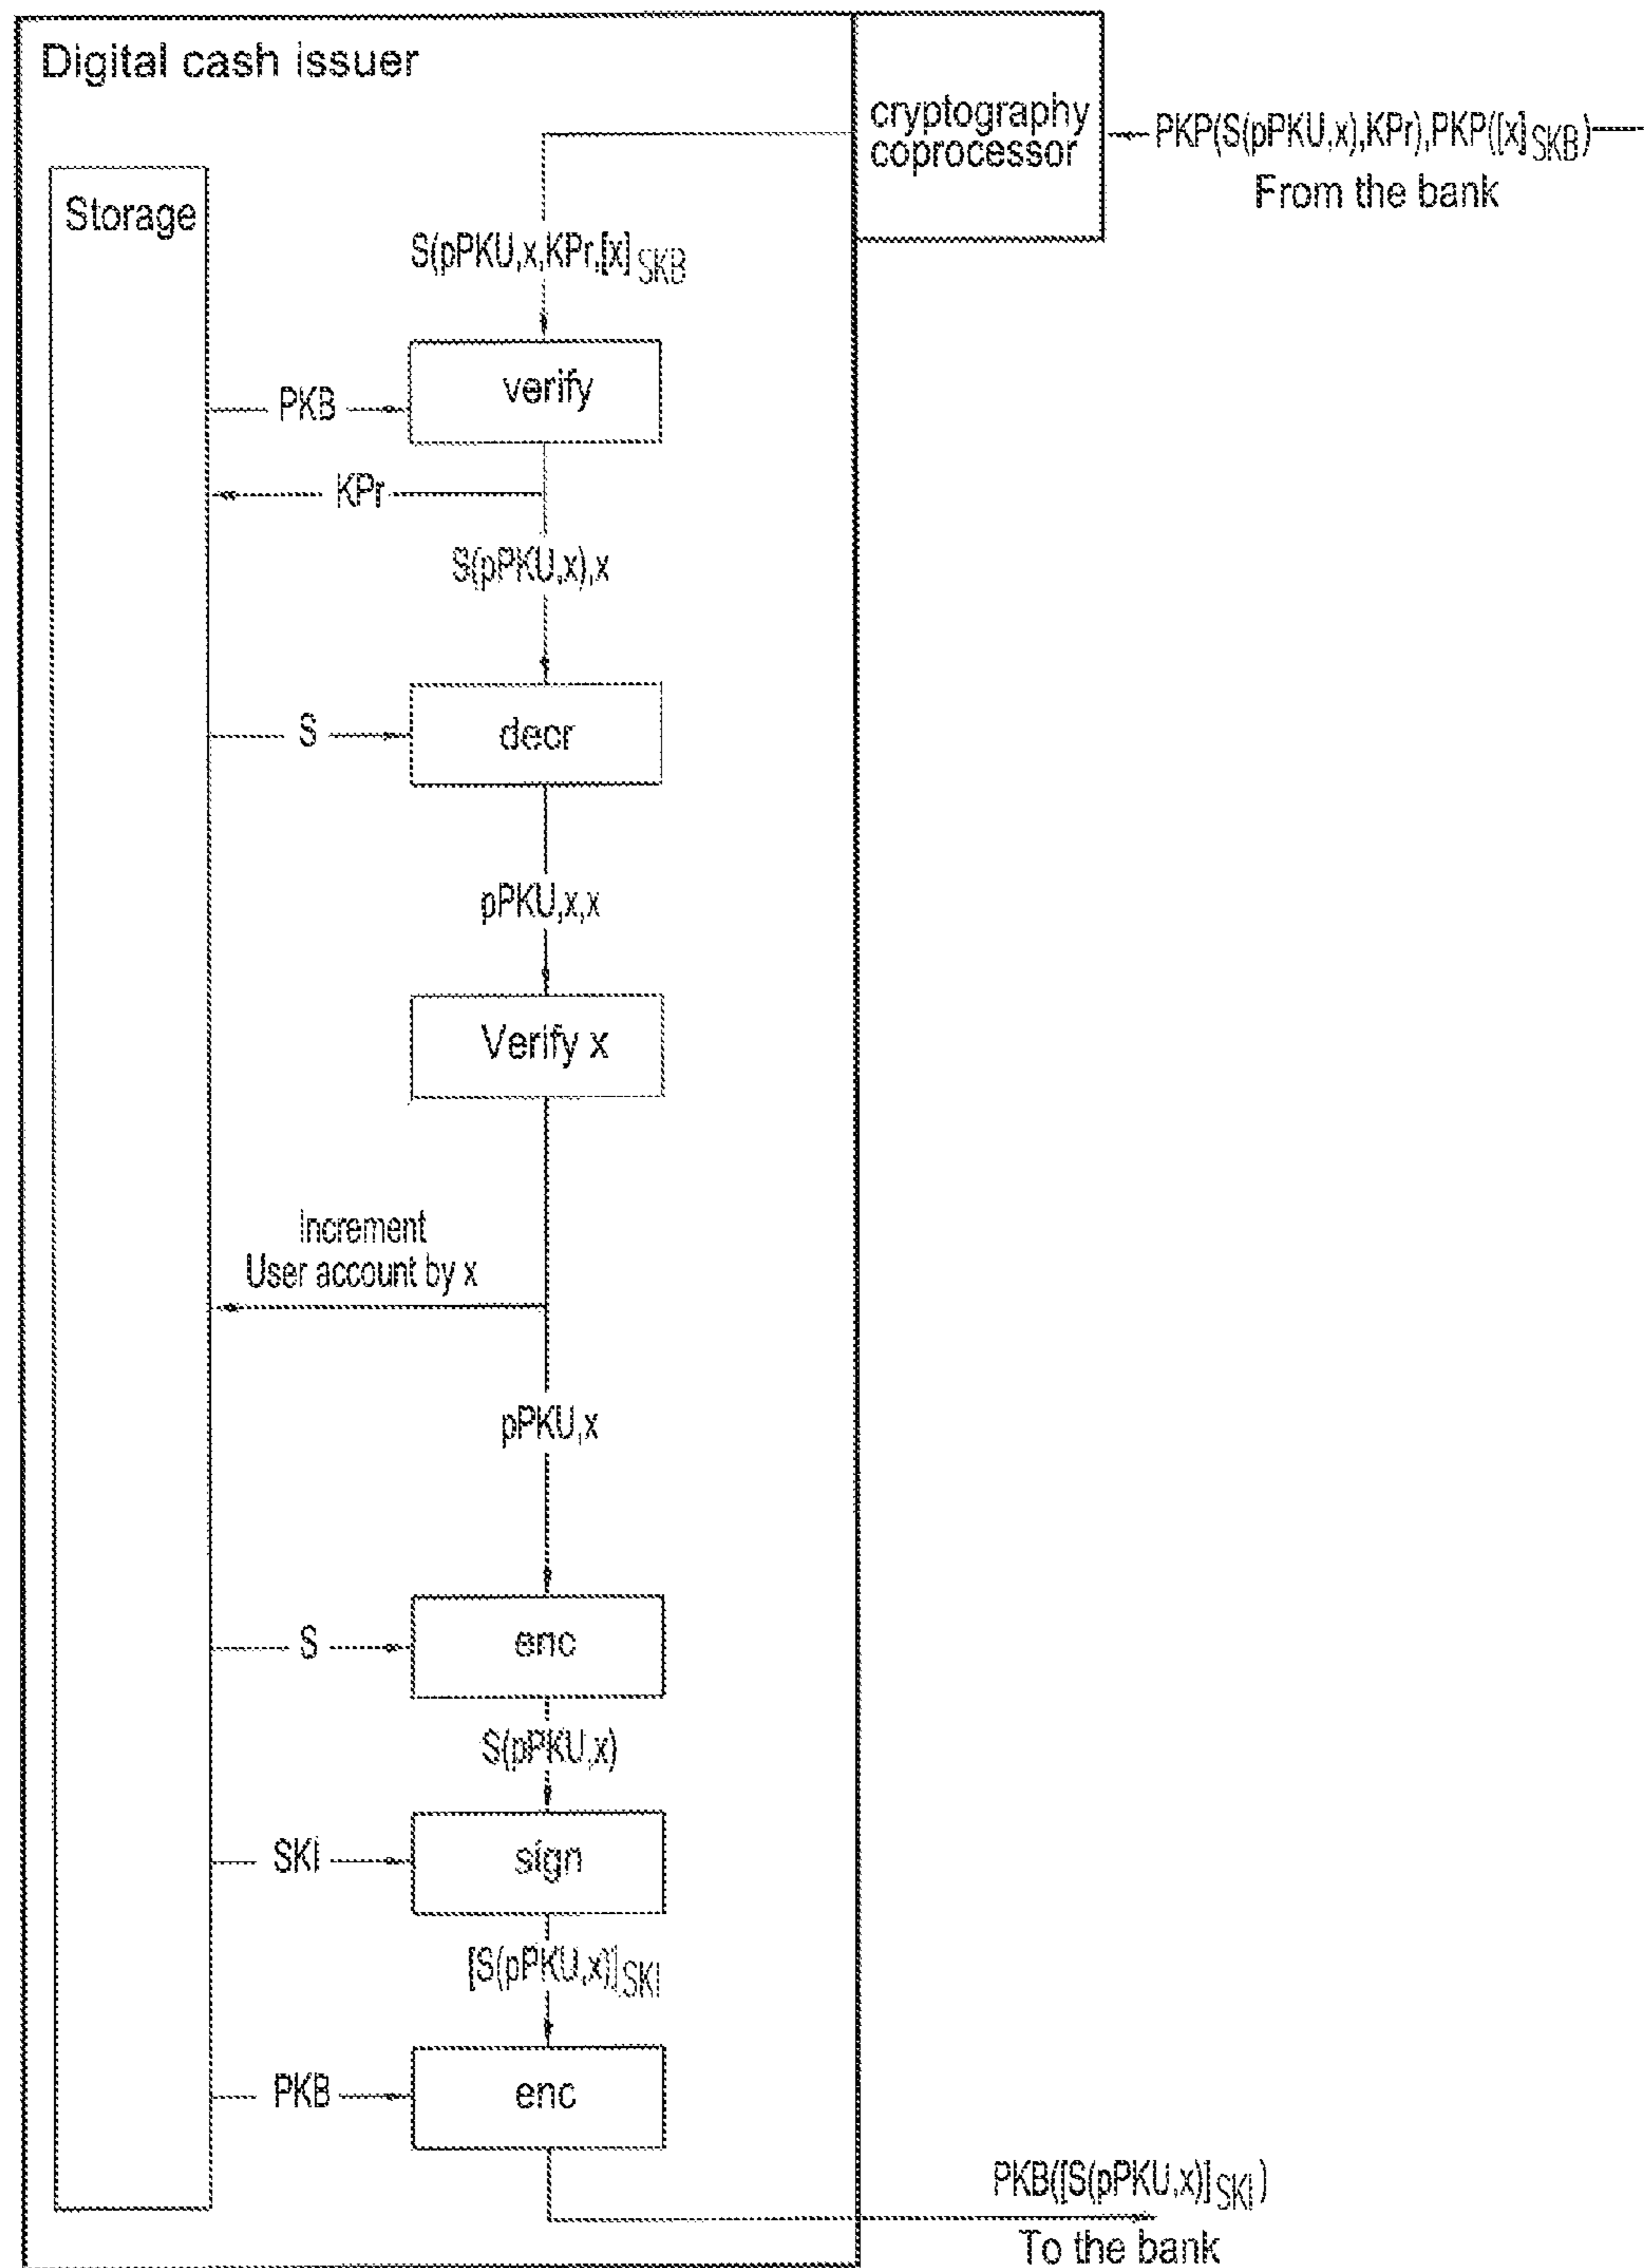 Digital cash issuer
cryptography
coprocessor
PKP(S(pPKU,x),KPr),PKP([x]SKB)
From the bank
Storage
S(pPKU,x,KPr,[x]SKB
verify
PKB
KPr
S(pPKU,x),x
S
decr
pPKU,x,x
Verify x
Increment
User account by x
pPKU,x
S
enc
S(pPKU,x)
SKI
sign
[S(pPKU,x)]SKI
PKB
enc
PKB([S(pPKU,x)]SKI)
To the bank